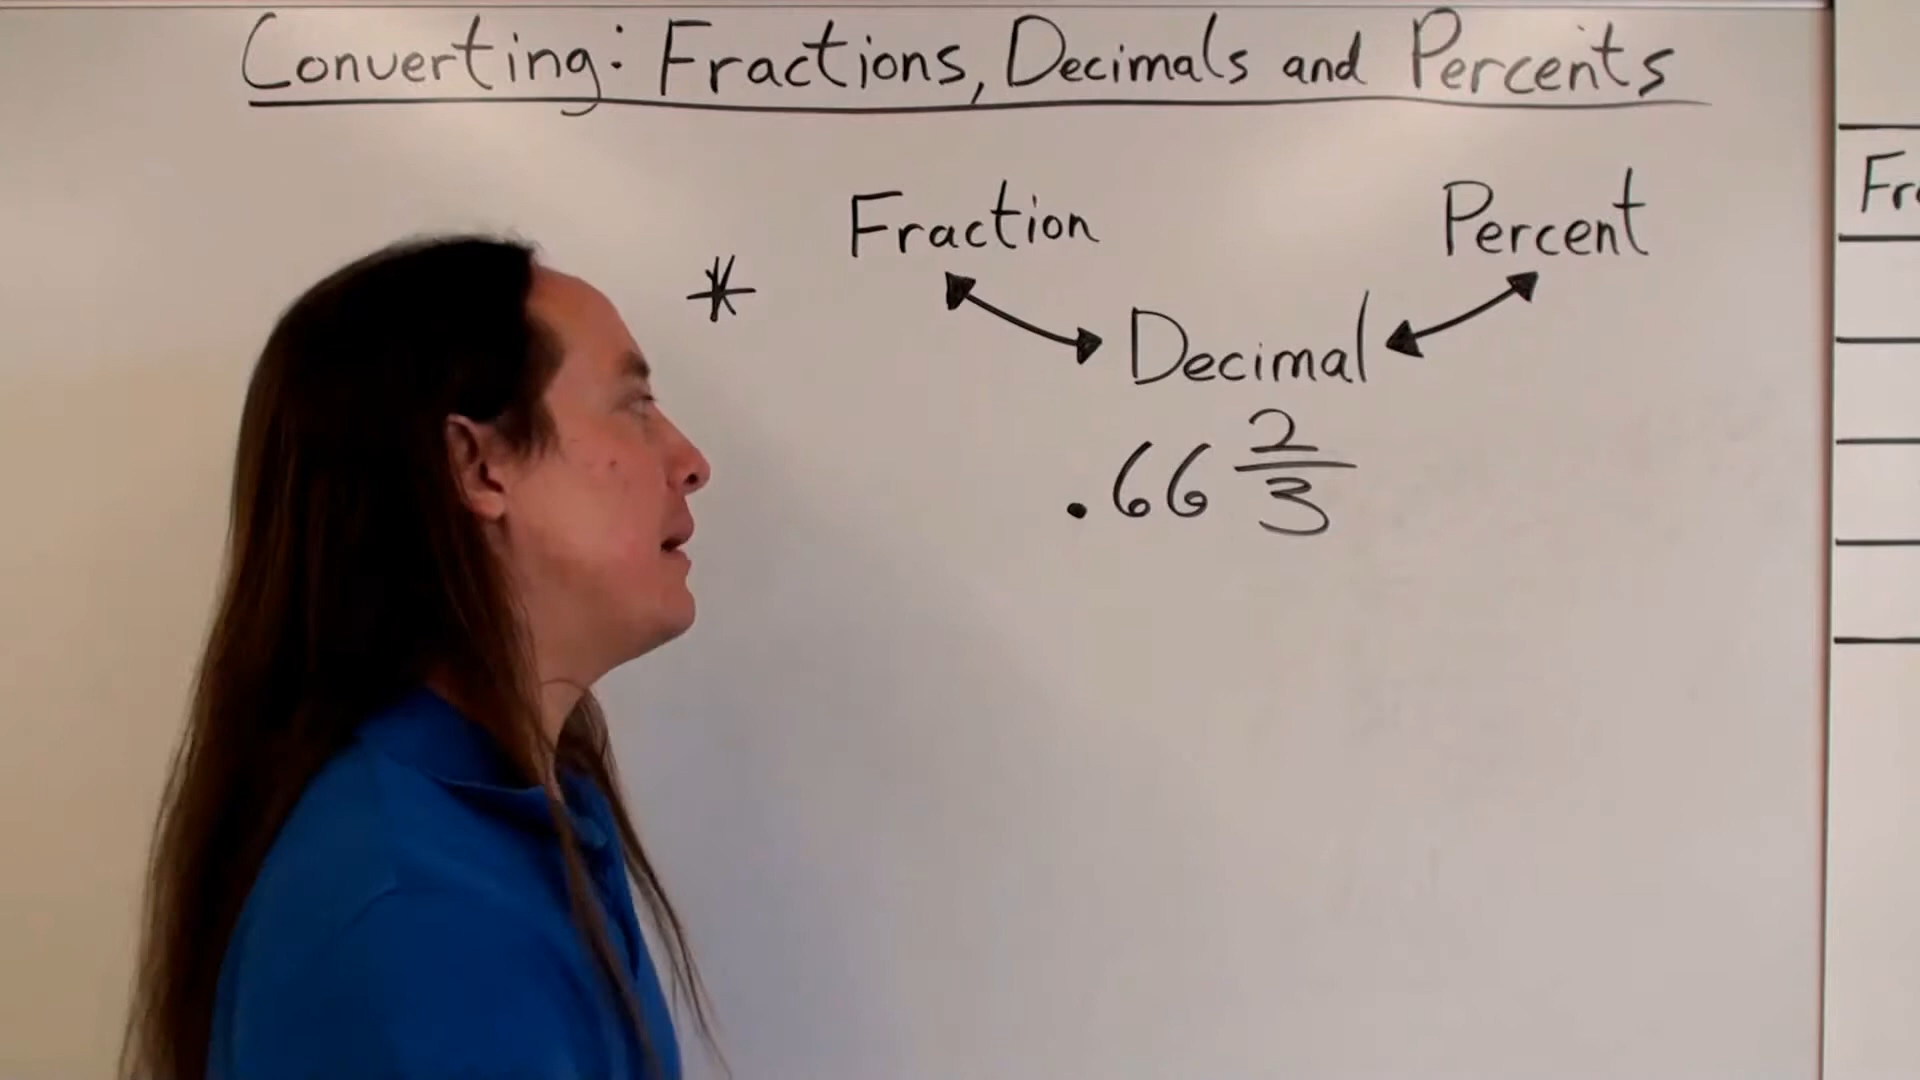 Converting: Fractions, Decimals and Percents
* Fraction Percent
Decimal
.66 2/3